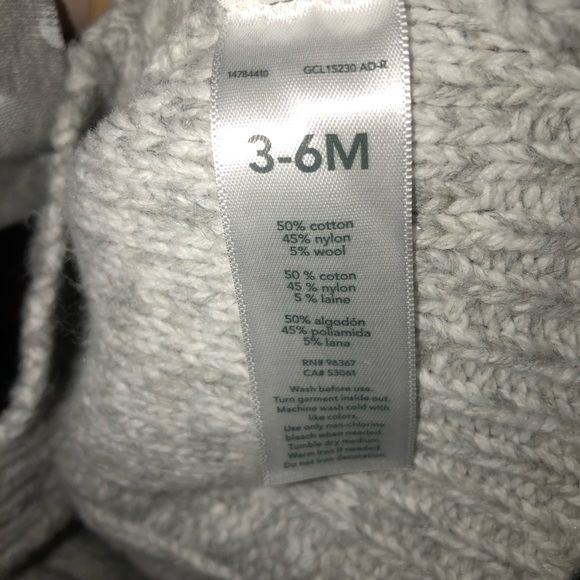 14784410 GCL15230 AD-R
3-6M
50% cotton
45% nylon
5% wool
50 % coton
45 % nylon
5 % laine
50% algodón
45% poliamida
5% lana
RN# 96367
CA# 53061
Wash before use.
Turn garment inside out.
Machine wash cold with
like colors.
Use only non-chlorine
bleach when needed.
Tumble dry medium.
Warm iron if needed.
Do not iron decoration.